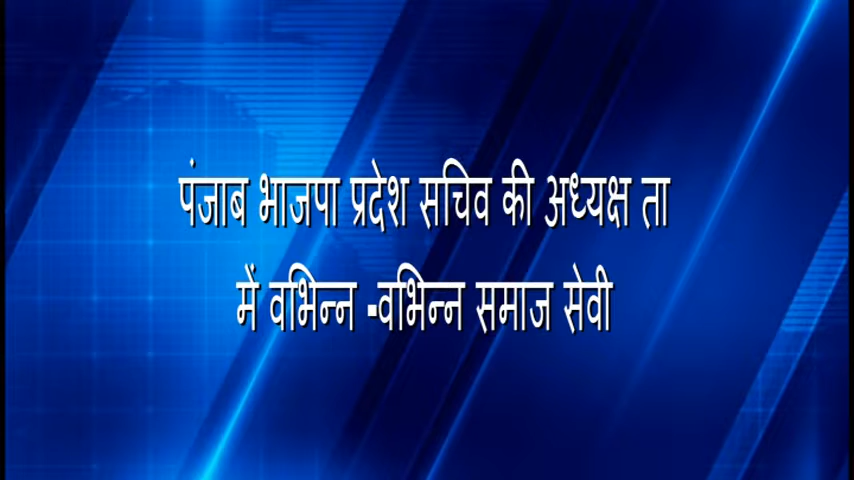 पंजाब भाजपा प्रदेश सचिव की अध्यक्ष ता
में वभिन्न -वभिन्न समाज सेवी